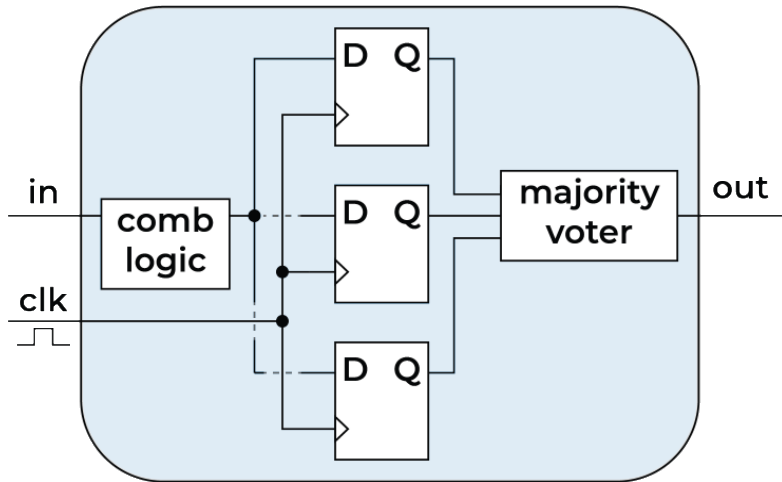 D Q
in
comb
logic
D Q
majority
voter
out
clk
D Q